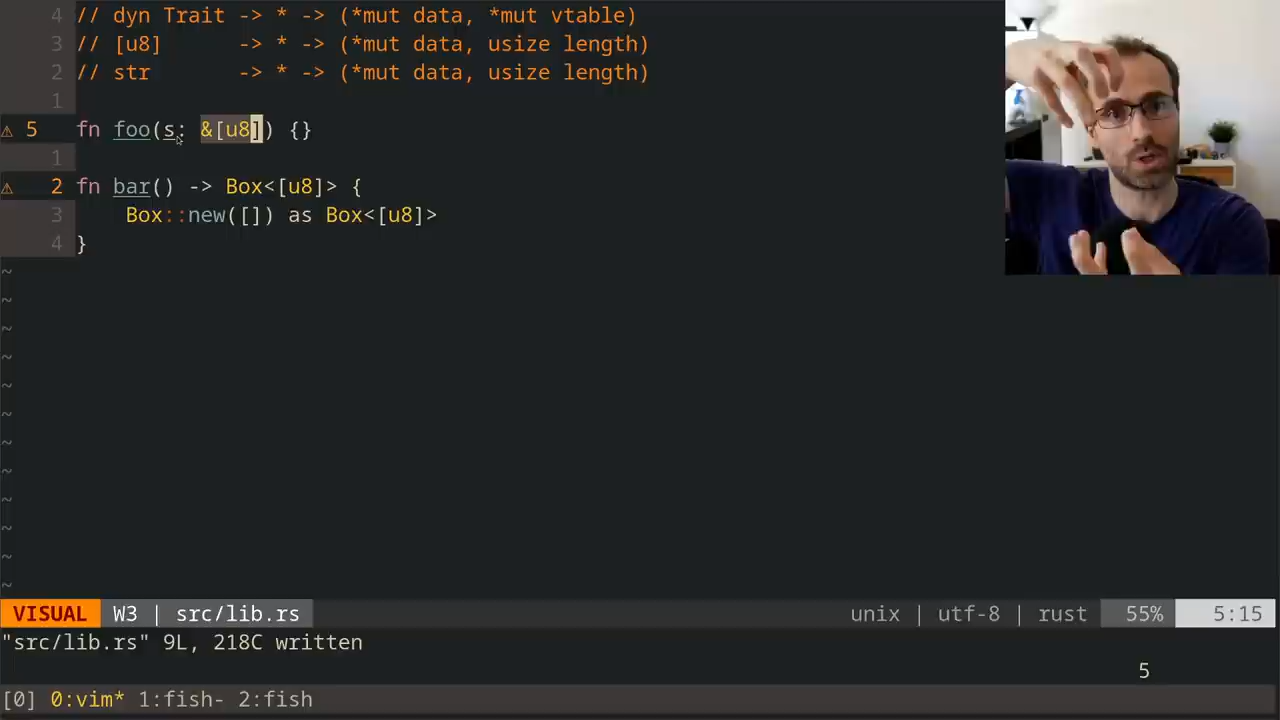 4 // dyn Trait -> * -> (*mut data, *mut vtable)
3 // [u8]      -> * -> (*mut data, usize length)
2 // str       -> * -> (*mut data, usize length)
1
⚠ 5 fn foo(s: &[u8]) {}
1
⚠ 2 fn bar() -> Box<[u8]> {
3     Box::new([]) as Box<[u8]>
4 }
~
~
~
~
~
~
~
~
~
~
~
~
VISUAL W3 | src/lib.rs unix | utf-8 | rust 55% 5:15
"src/lib.rs" 9L, 218C written
5
[0] 0:vim* 1:fish- 2:fish